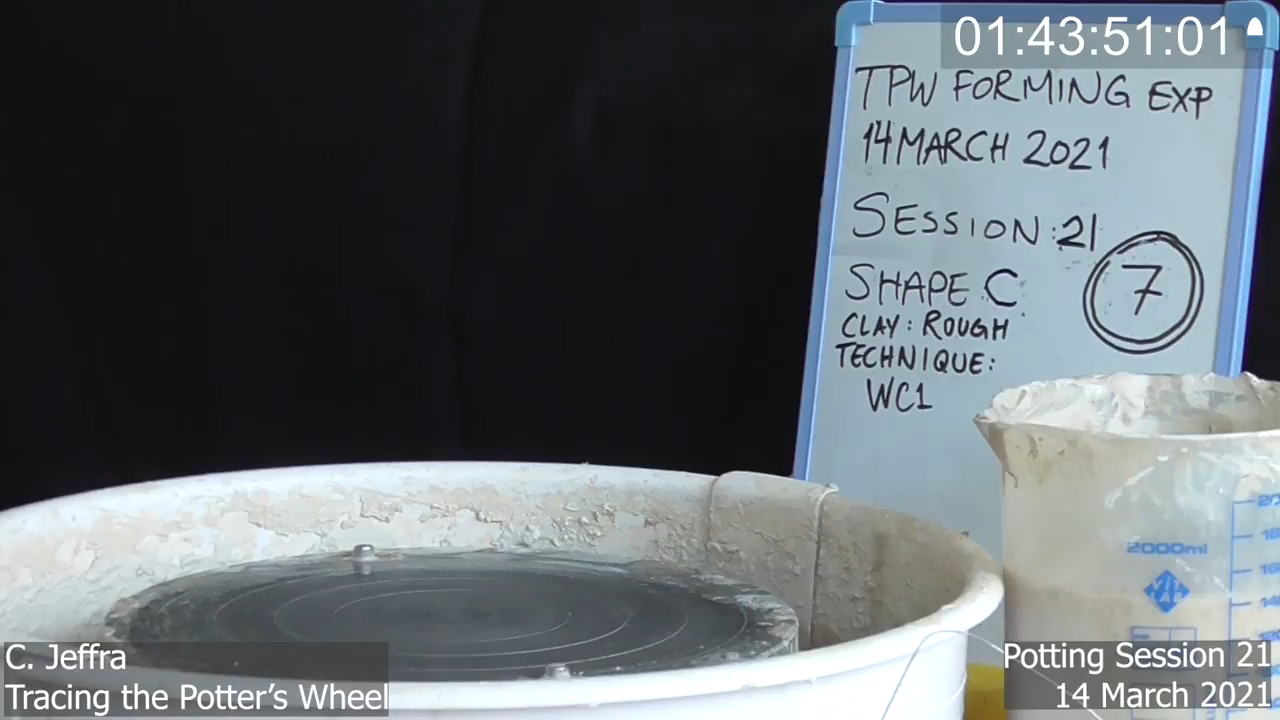 01:43:51:01
TPW FORMING EXP
14 MARCH 2021
SESSION: 21
SHAPE C
7
CLAY: ROUGH
TECHNIQUE:
WC1
2000ml
C. Jeffra
Tracing the Potter's Wheel
Potting Session 21
14 March 2021